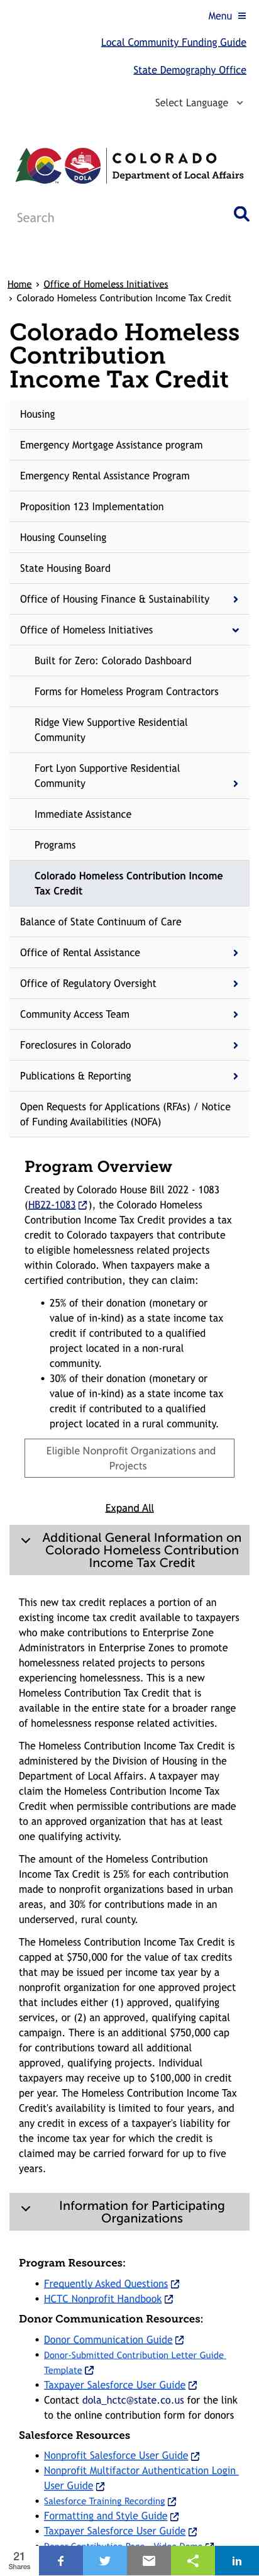 Menu
Local Community Funding Guide
State Demography Office
Select Language
COLORADO
Department of Local Affairs
DOLA
Search
Home › Office of Homeless Initiatives
› Colorado Homeless Contribution Income Tax Credit
Colorado Homeless
Contribution
Income Tax Credit
Housing
Emergency Mortgage Assistance program
Emergency Rental Assistance Program
Proposition 123 Implementation
Housing Counseling
State Housing Board
Office of Housing Finance & Sustainability
Office of Homeless Initiatives
Built for Zero: Colorado Dashboard
Forms for Homeless Program Contractors
Ridge View Supportive Residential
Community
Fort Lyon Supportive Residential
Community
Immediate Assistance
Programs
Colorado Homeless Contribution Income
Tax Credit
Balance of State Continuum of Care
Office of Rental Assistance
Office of Regulatory Oversight
Community Access Team
Foreclosures in Colorado
Publications & Reporting
Open Requests for Applications (RFAs) / Notice
of Funding Availabilities (NOFA)
Program Overview
Created by Colorado House Bill 2022 - 1083
(HB22-1083), the Colorado Homeless
Contribution Income Tax Credit provides a tax
credit to Colorado taxpayers that contribute
to eligible homelessness related projects
within Colorado. When taxpayers make a
certified contribution, they can claim:
• 25% of their donation (monetary or
value of in-kind) as a state income tax
credit if contributed to a qualified
project located in a non-rural
community.
• 30% of their donation (monetary or
value of in-kind) as a state income tax
credit if contributed to a qualified
project located in a rural community.
Eligible Nonprofit Organizations and
Projects
Expand All
Additional General Information on
Colorado Homeless Contribution
Income Tax Credit
This new tax credit replaces a portion of an
existing income tax credit available to taxpayers
who make contributions to Enterprise Zone
Administrators in Enterprise Zones to promote
homelessness related projects to persons
experiencing homelessness. This is a new
Homeless Contribution Tax Credit that is
available in the entire state for a broader range
of homelessness response related activities.
The Homeless Contribution Income Tax Credit is
administered by the Division of Housing in the
Department of Local Affairs. A taxpayer may
claim the Homeless Contribution Income Tax
Credit when permissible contributions are made
to an approved organization that has at least
one qualifying activity.
The amount of the Homeless Contribution
Income Tax Credit is 25% for each contribution
made to nonprofit organizations based in urban
areas, and 30% for contributions made in an
underserved, rural county.
The Homeless Contribution Income Tax Credit is
capped at $750,000 for the value of tax credits
that may be issued per income tax year by a
nonprofit organization for one approved project
that includes either (1) approved, qualifying
services, or (2) an approved, qualifying capital
campaign. There is an additional $750,000 cap
for contributions toward all additional
approved, qualifying projects. Individual
taxpayers may receive up to $100,000 in credit
per year. The Homeless Contribution Income Tax
Credit's availability is limited to four years, and
any credit in excess of a taxpayer's liability for
the income tax year for which the credit is
claimed may be carried forward for up to five
years.
Information for Participating
Organizations
Program Resources:
• Frequently Asked Questions
• HCTC Nonprofit Handbook
Donor Communication Resources:
• Donor Communication Guide
• Donor-Submitted Contribution Letter Guide
Template
• Taxpayer Salesforce User Guide
• Contact dola_hctc@state.co.us for the link
to the online contribution form for donors
Salesforce Resources
• Nonprofit Salesforce User Guide
• Nonprofit Multifactor Authentication Login
User Guide
• Salesforce Training Recording
• Formatting and Style Guide
• Taxpayer Salesforce User Guide
21
Shares